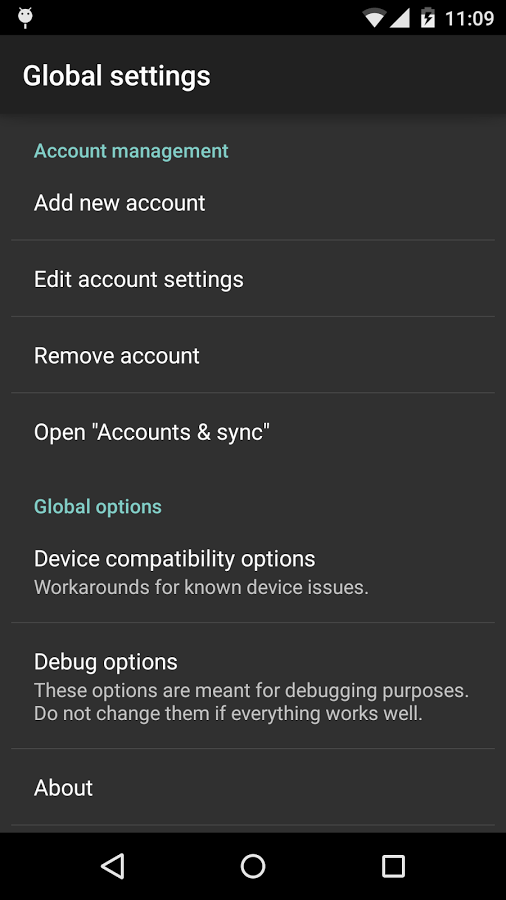 11:09
Global settings
Account management
Add new account
Edit account settings
Remove account
Open "Accounts & sync"
Global options
Device compatibility options
Workarounds for known device issues.
Debug options
These options are meant for debugging purposes.
Do not change them if everything works well.
About